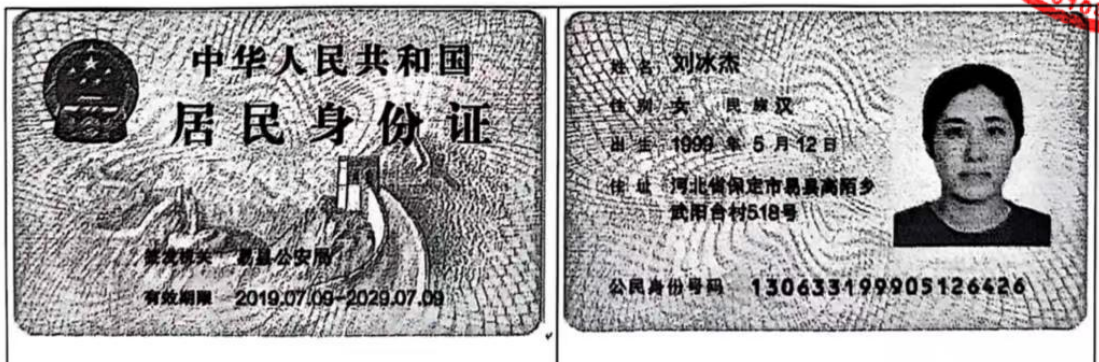 中华人民共和国
居民身份证
签发机关 易县公安局
有效期限 2019.07.09-2029.07.09
姓名 刘冰杰
性别 女 民族 汉
出生 1999 年 5 月 12 日
住址 河北省保定市易县高陌乡
武阳台村518号
公民身份号码 130633199905126426